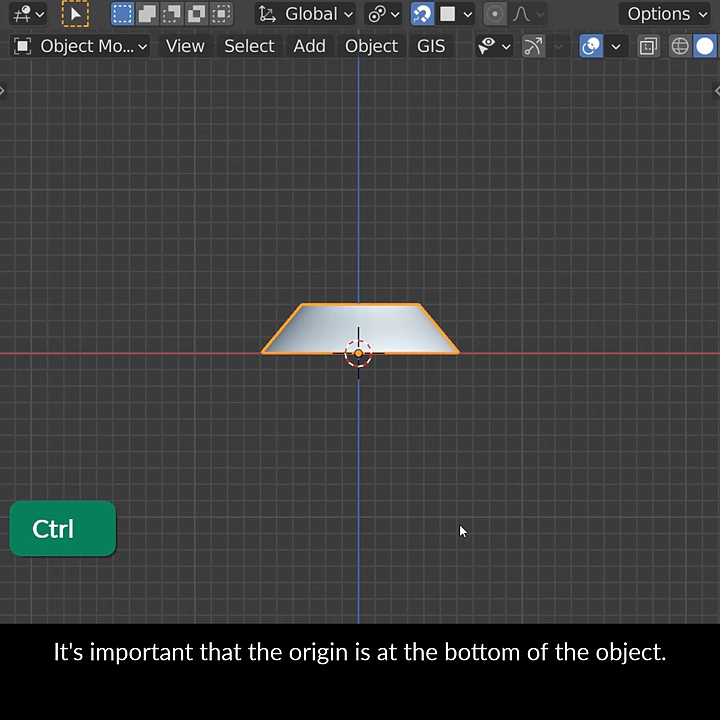 Global
Options
Object Mo...
View
Select
Add
Object
GIS
Ctrl
It's important that the origin is at the bottom of the object.